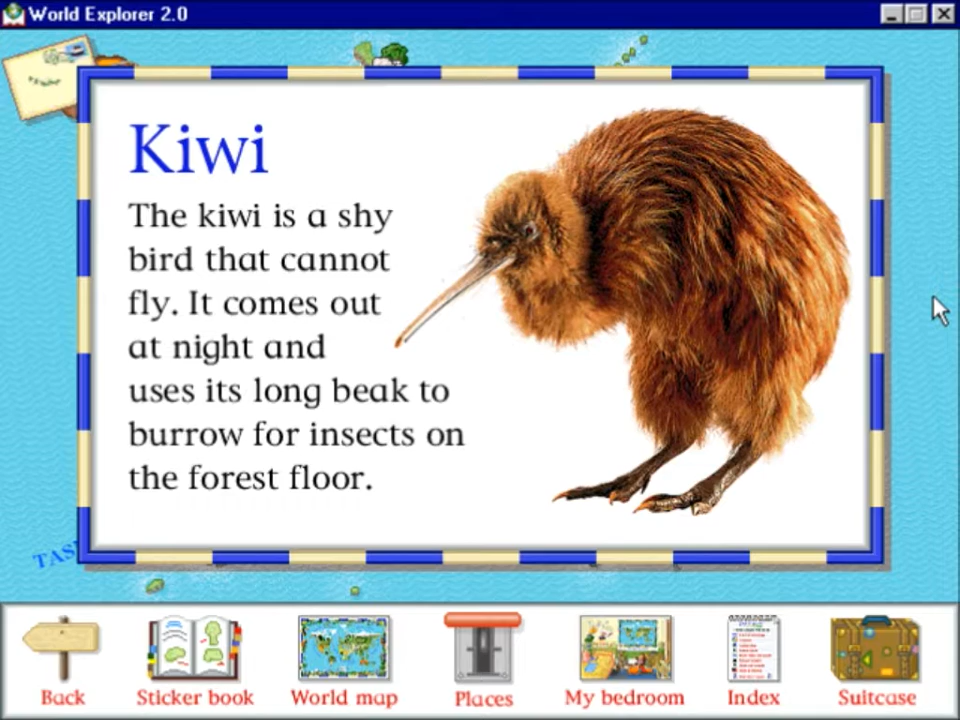 World Explorer 2.0
Kiwi
The kiwi is a shy
bird that cannot
fly. It comes out
at night and
uses its long beak to
burrow for insects on
the forest floor.
TAS
Back
Sticker book
World map
Places
My bedroom
Index
Suitcase